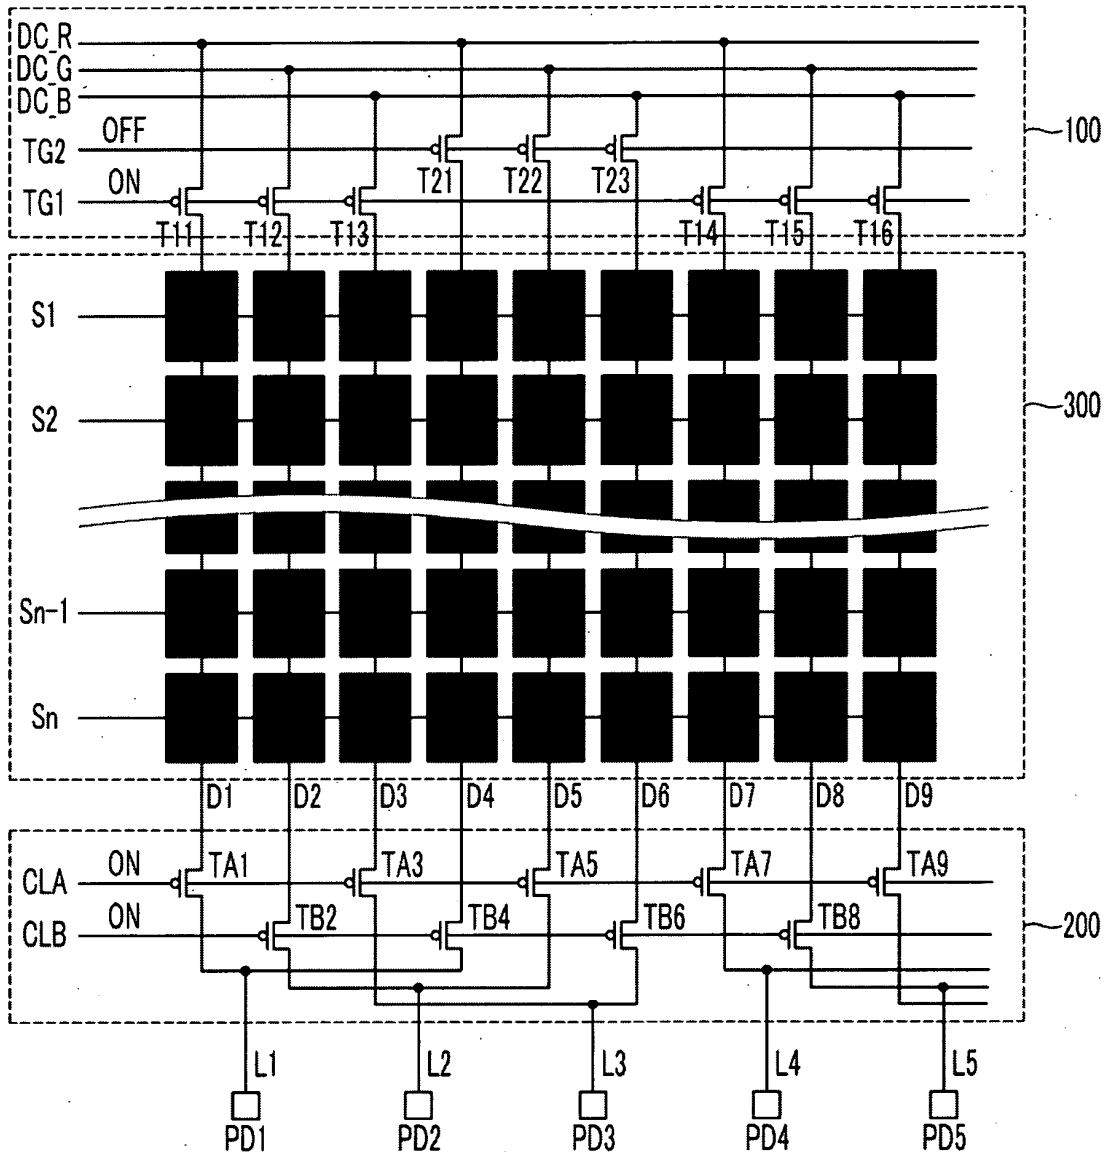 DC_R
DC_G
DC_B
OFF
TG2
T21 T22 T23
100
ON
TG1
T11 T12 T13 T14 T15 T16
S1
S2
300
Sn-1
Sn
D1 D2 D3 D4 D5 D6 D7 D8 D9
ON
CLA
TA1 TA3 TA5 TA7 TA9
ON
CLB
TB2 TB4 TB6 TB8
200
L1 L2 L3 L4 L5
PD1 PD2 PD3 PD4 PD5